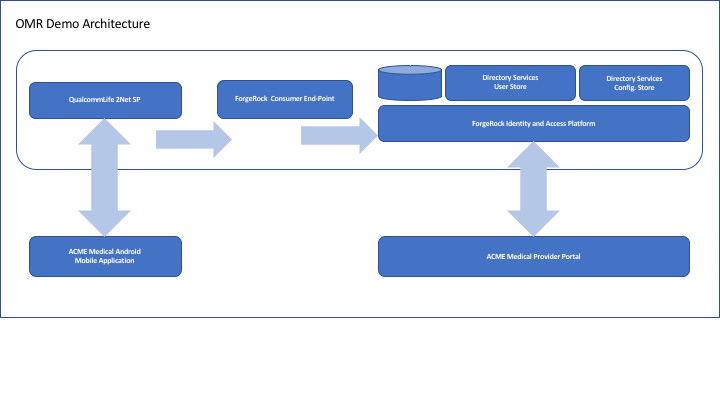 OMR Demo Architecture
QualcommLife 2Net SP
ForgeRock Consumer End-Point
Directory Services
User Store
Directory Services
Config. Store
ForgeRock Identity and Access Platform
ACME Medical Android
Mobile Application
ACME Medical Provider Portal